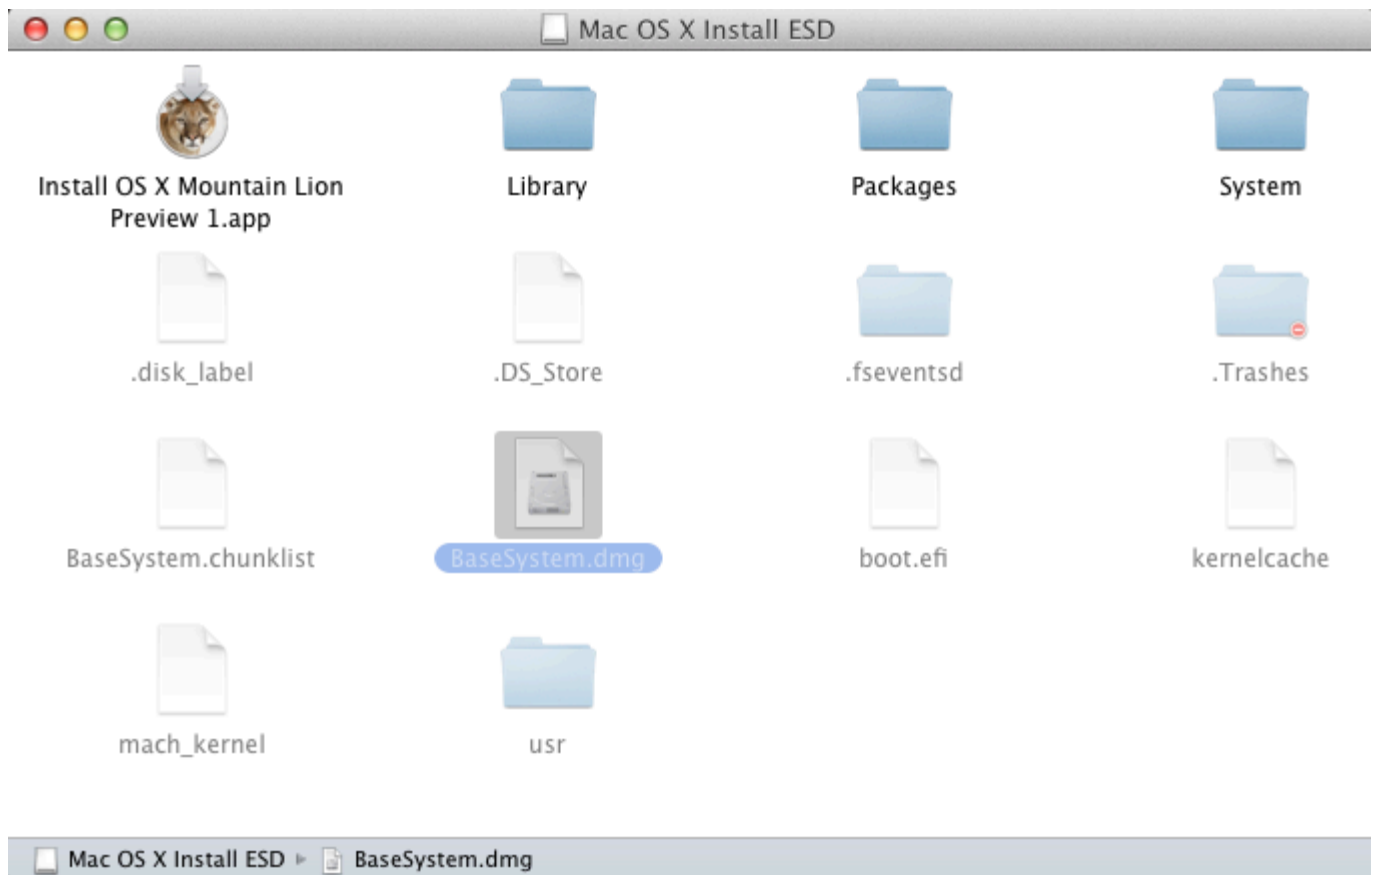 Mac OS X Install ESD
Install OS X Mountain Lion
Preview 1.app
Library
Packages
System
.disk_label
.DS_Store
.fseventsd
.Trashes
BaseSystem.chunklist
BaseSystem.dmg
boot.efi
kernelcache
mach_kernel
usr
Mac OS X Install ESD ▸ BaseSystem.dmg